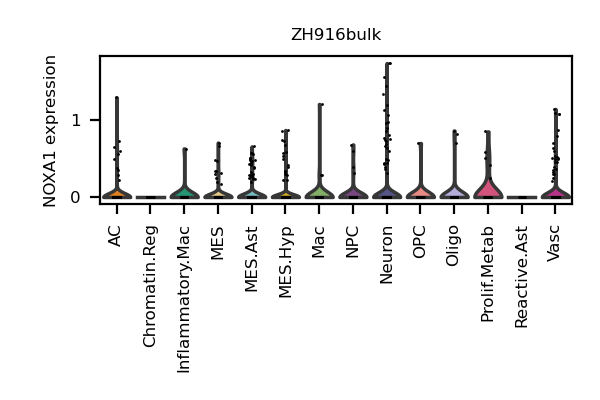 ZH916bulk
NOXA1 expression
1
0
AC
Chromatin.Reg
Inflammatory.Mac
MES
MES.Ast
MES.Hyp
Mac
NPC
Neuron
OPC
Oligo
Prolif.Metab
Reactive.Ast
Vasc